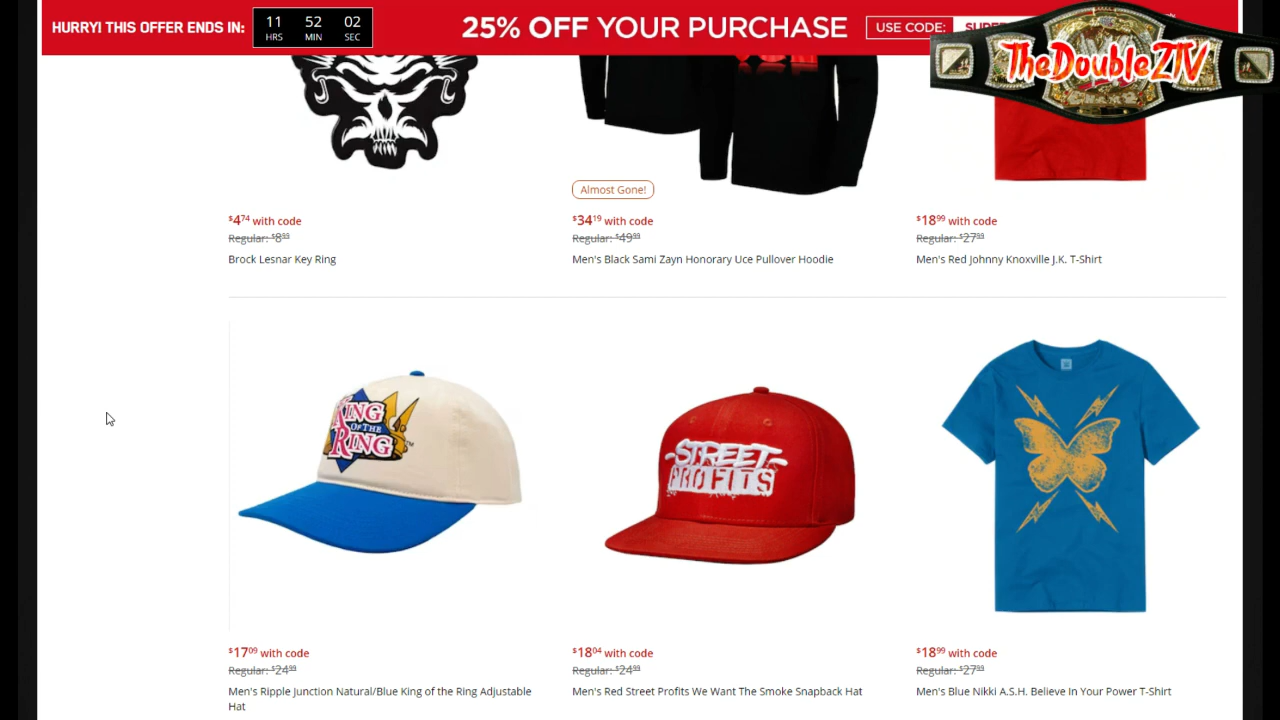 HURRY! THIS OFFER ENDS IN:
11 52 02
HRS MIN SEC
25% OFF YOUR PURCHASE
USE CODE:
TheDoubleZTV
Almost Gone!
$4.74 with code
Regular: $8.99
Brock Lesnar Key Ring
$34.19 with code
Regular: $49.99
Men's Black Sami Zayn Honorary Uce Pullover Hoodie
$18.99 with code
Regular: $27.99
Men's Red Johnny Knoxville J.K. T-Shirt
KING
OF THE
RING
TM
STREET
PROFITS
$17.09 with code
Regular: $24.99
Men's Ripple Junction Natural/Blue King of the Ring Adjustable
Hat
$18.04 with code
Regular: $24.99
Men's Red Street Profits We Want The Smoke Snapback Hat
$18.99 with code
Regular: $27.99
Men's Blue Nikki A.S.H. Believe In Your Power T-Shirt